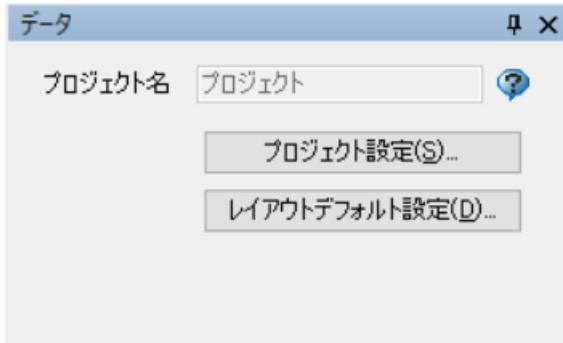 データ
プロジェクト名 プロジェクト
プロジェクト設定(S)...
レイアウトデフォルト設定(D)...